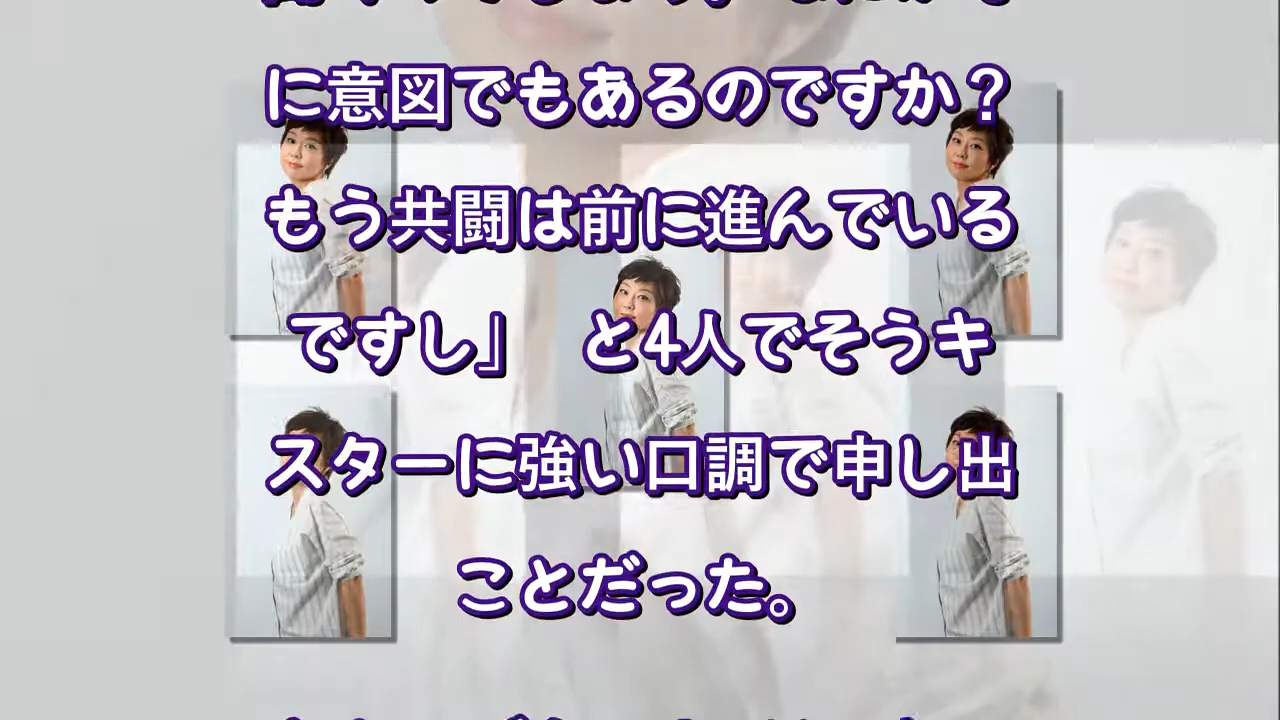 に意図でもあるのですか？
もう共闘は前に進んでいる
ですし」　と4人でそうキ
スターに強い口調で申し出
ことだった。